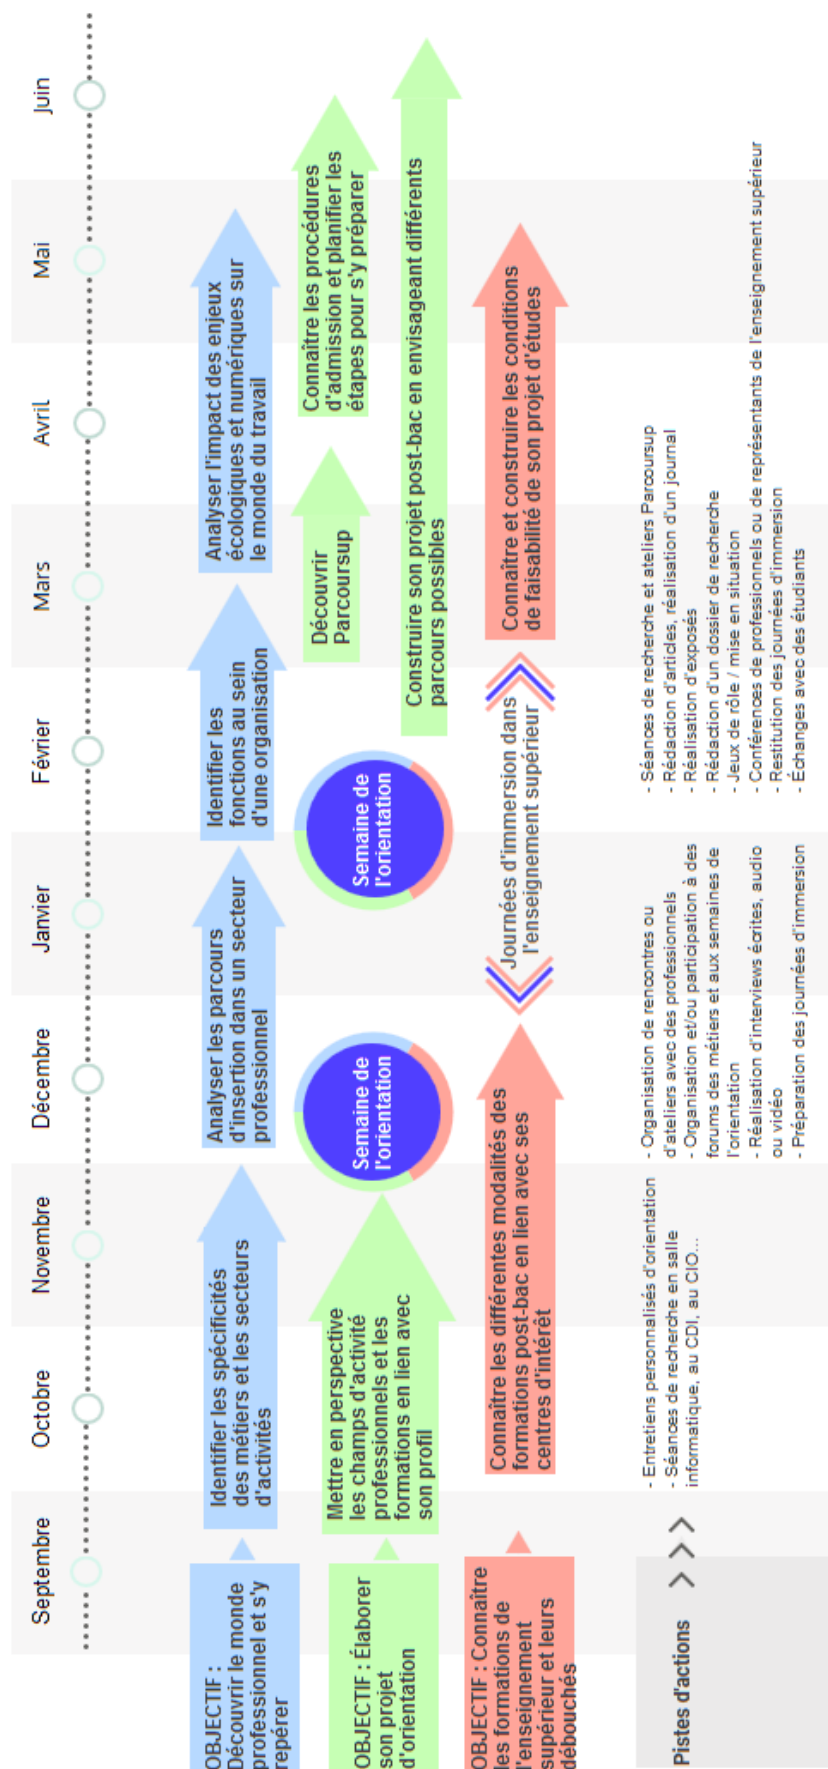 Septembre
Octobre
Novembre
Décembre
Janvier
Février
Mars
Avril
Mai
Juin
OBJECTIF :
Découvrir le monde
professionnel et s'y
repérer
Identifier les spécificités
des métiers et les secteurs
d'activités
Analyser les parcours
d'insertion dans un secteur
professionnel
Identifier les
fonctions au sein
d'une organisation
Analyser l'impact des enjeux
écologiques et numériques sur
le monde du travail
OBJECTIF : Élaborer
son projet
d'orientation
Mettre en perspective
les champs d'activité
professionnels et les
formations en lien avec
son profil
Semaine de
l'orientation
Semaine de
l'orientation
Découvrir
Parcoursup
Connaître les procédures
d'admission et planifier les
étapes pour s'y préparer
Construire son projet post-bac en envisageant différents
parcours possibles
OBJECTIF : Connaître
les formations de
l'enseignement
supérieur et leurs
débouchés
Connaître les différentes modalités des
formations post-bac en lien avec ses
centres d'intérêt
Journées d'immersion dans
l'enseignement supérieur
Connaître et construire les conditions
de faisabilité de son projet d'études
Pistes d'actions
- Entretiens personnalisés d'orientation
- Séances de recherche en salle
informatique, au CDI, au CIO...
- Organisation de rencontres ou
d'ateliers avec des professionnels
- Organisation et/ou participation à des
forums des métiers et aux semaines de
l'orientation
- Réalisation d'interviews écrites, audio
ou vidéo
- Préparation des journées d'immersion
- Séances de recherche et ateliers Parcoursup
- Rédaction d'articles, réalisation d'un journal
- Réalisation d'exposés
- Rédaction d'un dossier de recherche
- Jeux de rôle / mise en situation
- Conférences de professionnels ou de représentants de l'enseignement supérieur
- Restitution des journées d'immersion
- Échanges avec des étudiants